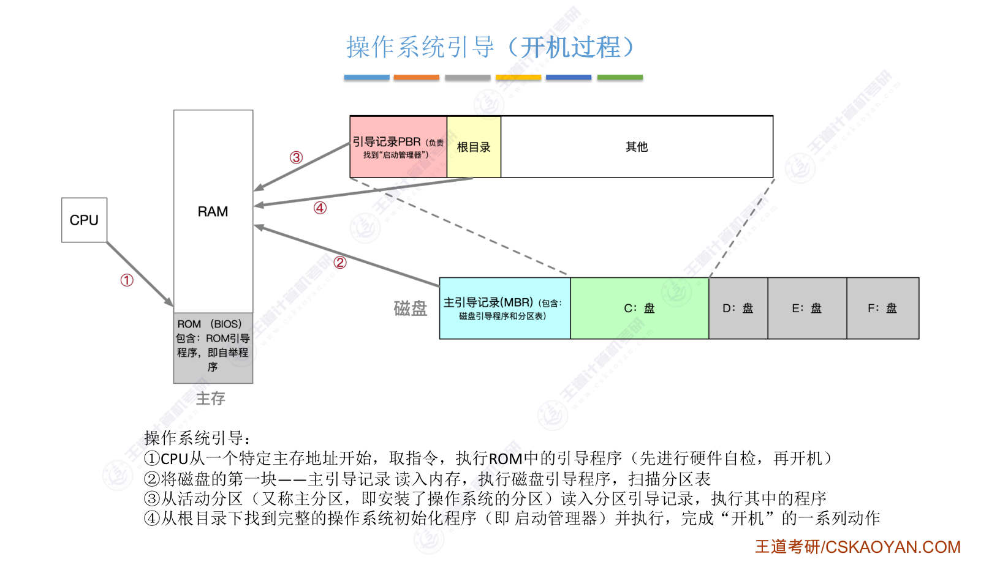 操作系统引导（开机过程）
引导记录PBR（负责
找到“启动管理器”）
根目录
其他
③
④
RAM
CPU
②
①
磁盘
主引导记录(MBR)（包含：
磁盘引导程序和分区表）
C：盘
D：盘
E：盘
F：盘
ROM （BIOS）
包含：ROM引导
程序，即自举程
序
主存
操作系统引导：
①CPU从一个特定主存地址开始，取指令，执行ROM中的引导程序（先进行硬件自检，再开机）
②将磁盘的第一块——主引导记录 读入内存，执行磁盘引导程序，扫描分区表
③从活动分区（又称主分区，即安装了操作系统的分区）读入分区引导记录，执行其中的程序
④从根目录下找到完整的操作系统初始化程序（即 启动管理器）并执行，完成“开机”的一系列动作
王道考研/CSKAOYAN.COM
王道计算机考研
www.cskaoyan.com